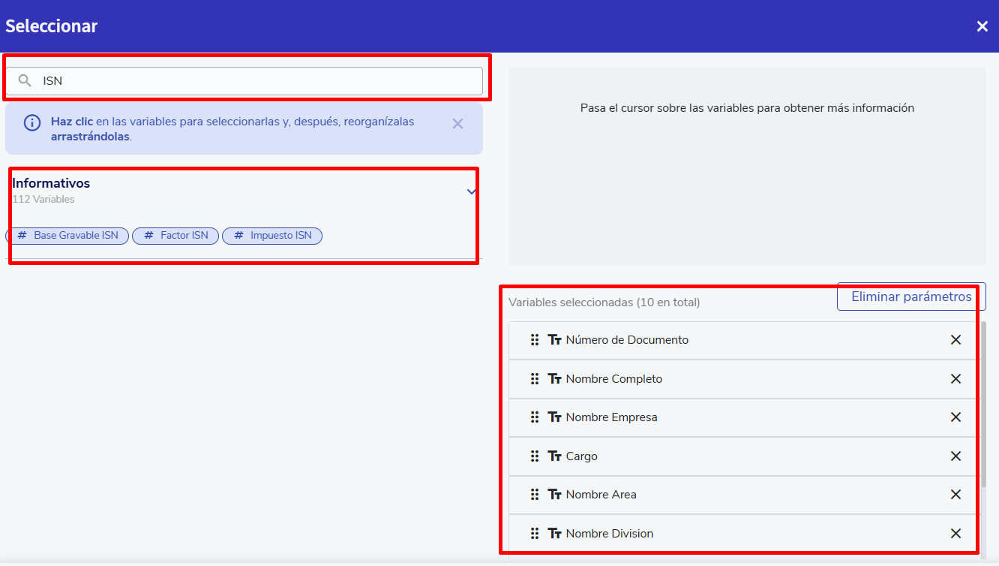 Seleccionar
ISN
Haz clic en las variables para seleccionarlas y, después, reorganízalas
arrastrándolas.
Informativos
112 Variables
# Base Gravable ISN # Factor ISN # Impuesto ISN
Pasa el cursor sobre las variables para obtener más información
Variables seleccionadas (10 en total)
Eliminar parámetros
Número de Documento
Nombre Completo
Nombre Empresa
Cargo
Nombre Area
Nombre Division